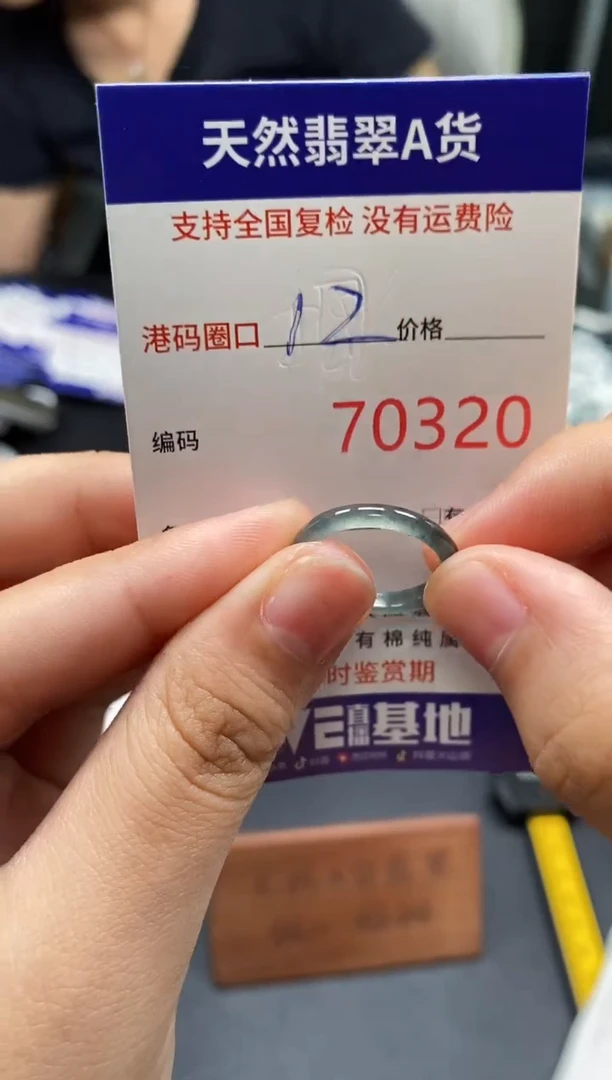 天然翡翠A货
支持全国复检 没有运费险
港码圈口 12 价格
编码 70320
有棉纯属
时鉴赏期
VE直播基地